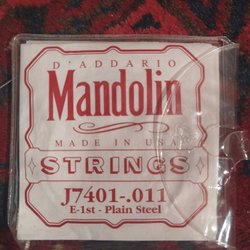 D'ADDARIO
Mandolin
MADE IN USA
STRINGS
J7401-.011
E-1st - Plain Steel